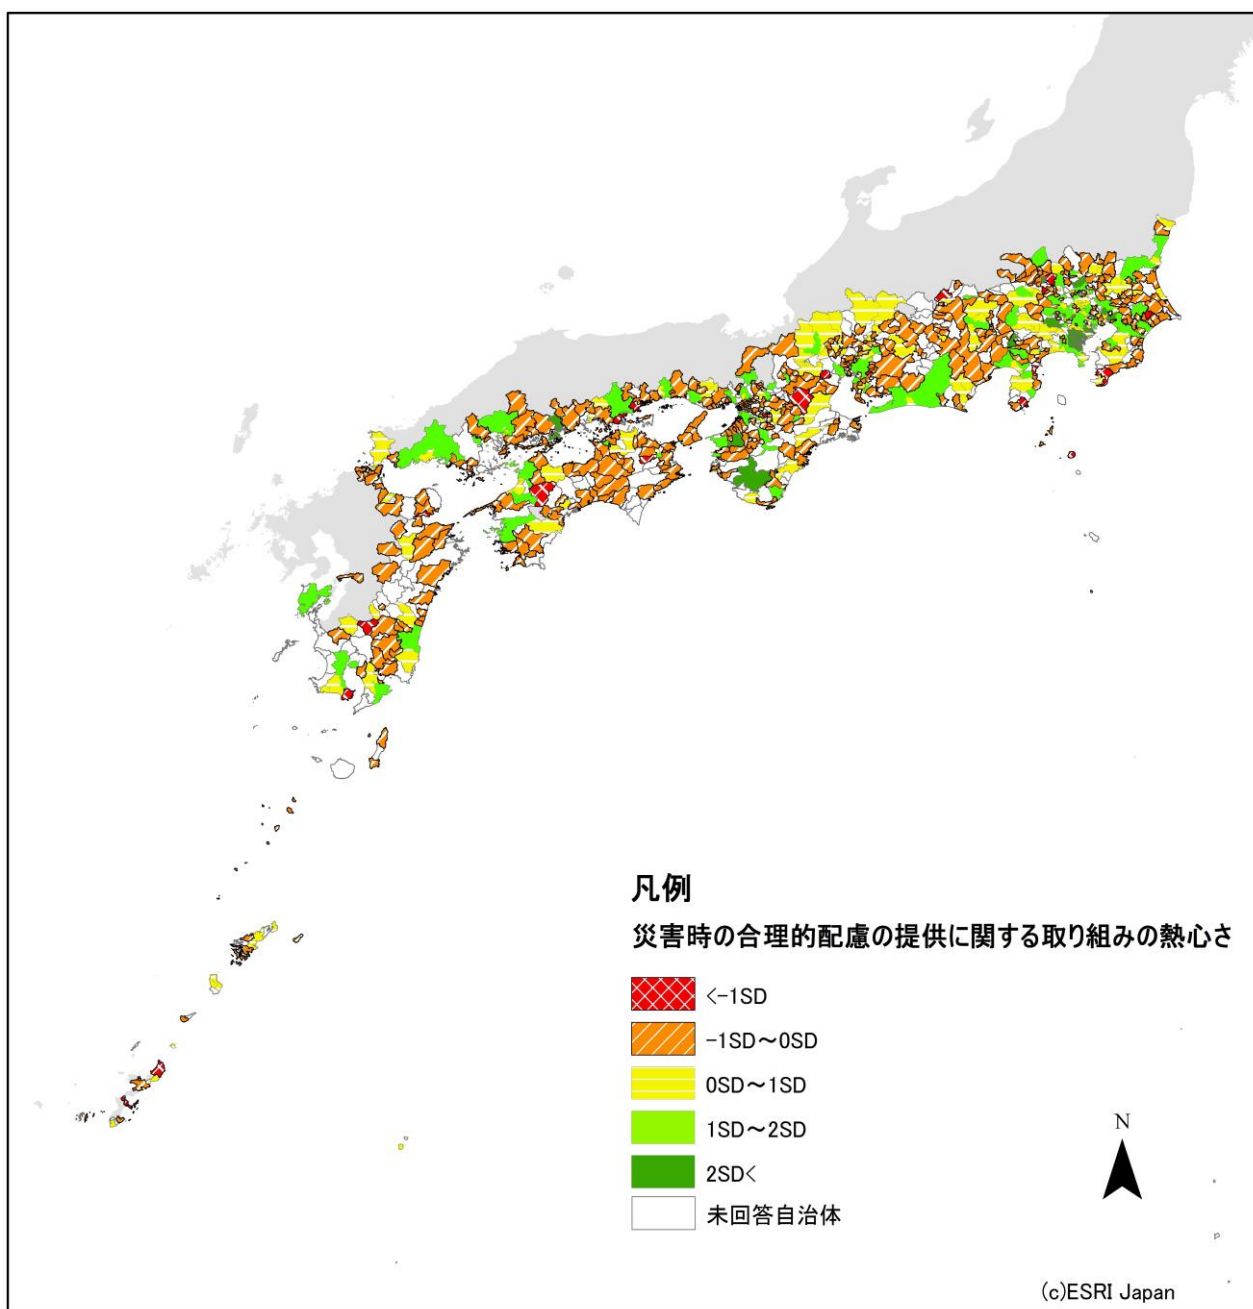 凡例
災害時の合理的配慮の提供に関する取り組みの熱心さ
<-1SD
-1SD～0SD
0SD～1SD
1SD～2SD
2SD<
未回答自治体
N
(c)ESRI Japan